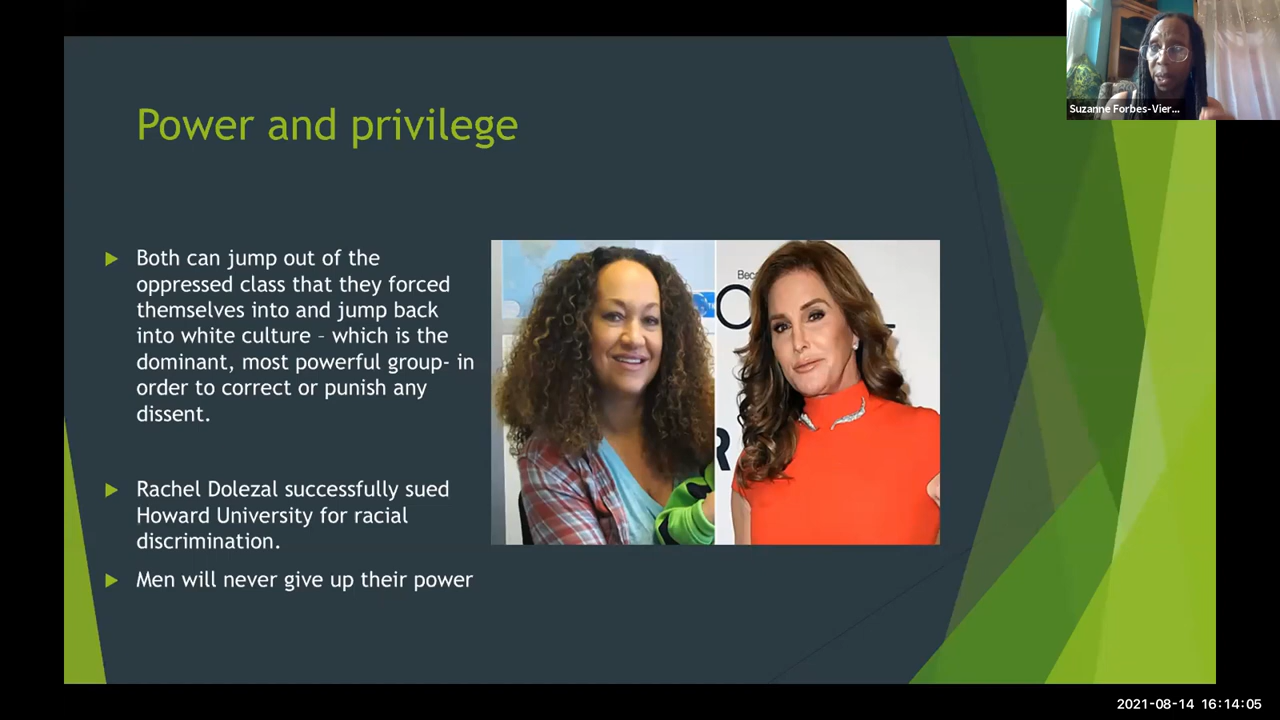 Suzanne Forbes-Vier...
Power and privilege
Both can jump out of the
oppressed class that they forced
themselves into and jump back
into white culture – which is the
dominant, most powerful group- in
order to correct or punish any
dissent.
Rachel Dolezal successfully sued
Howard University for racial
discrimination.
Men will never give up their power
Bec
O
R
2021-08-14 16:14:05